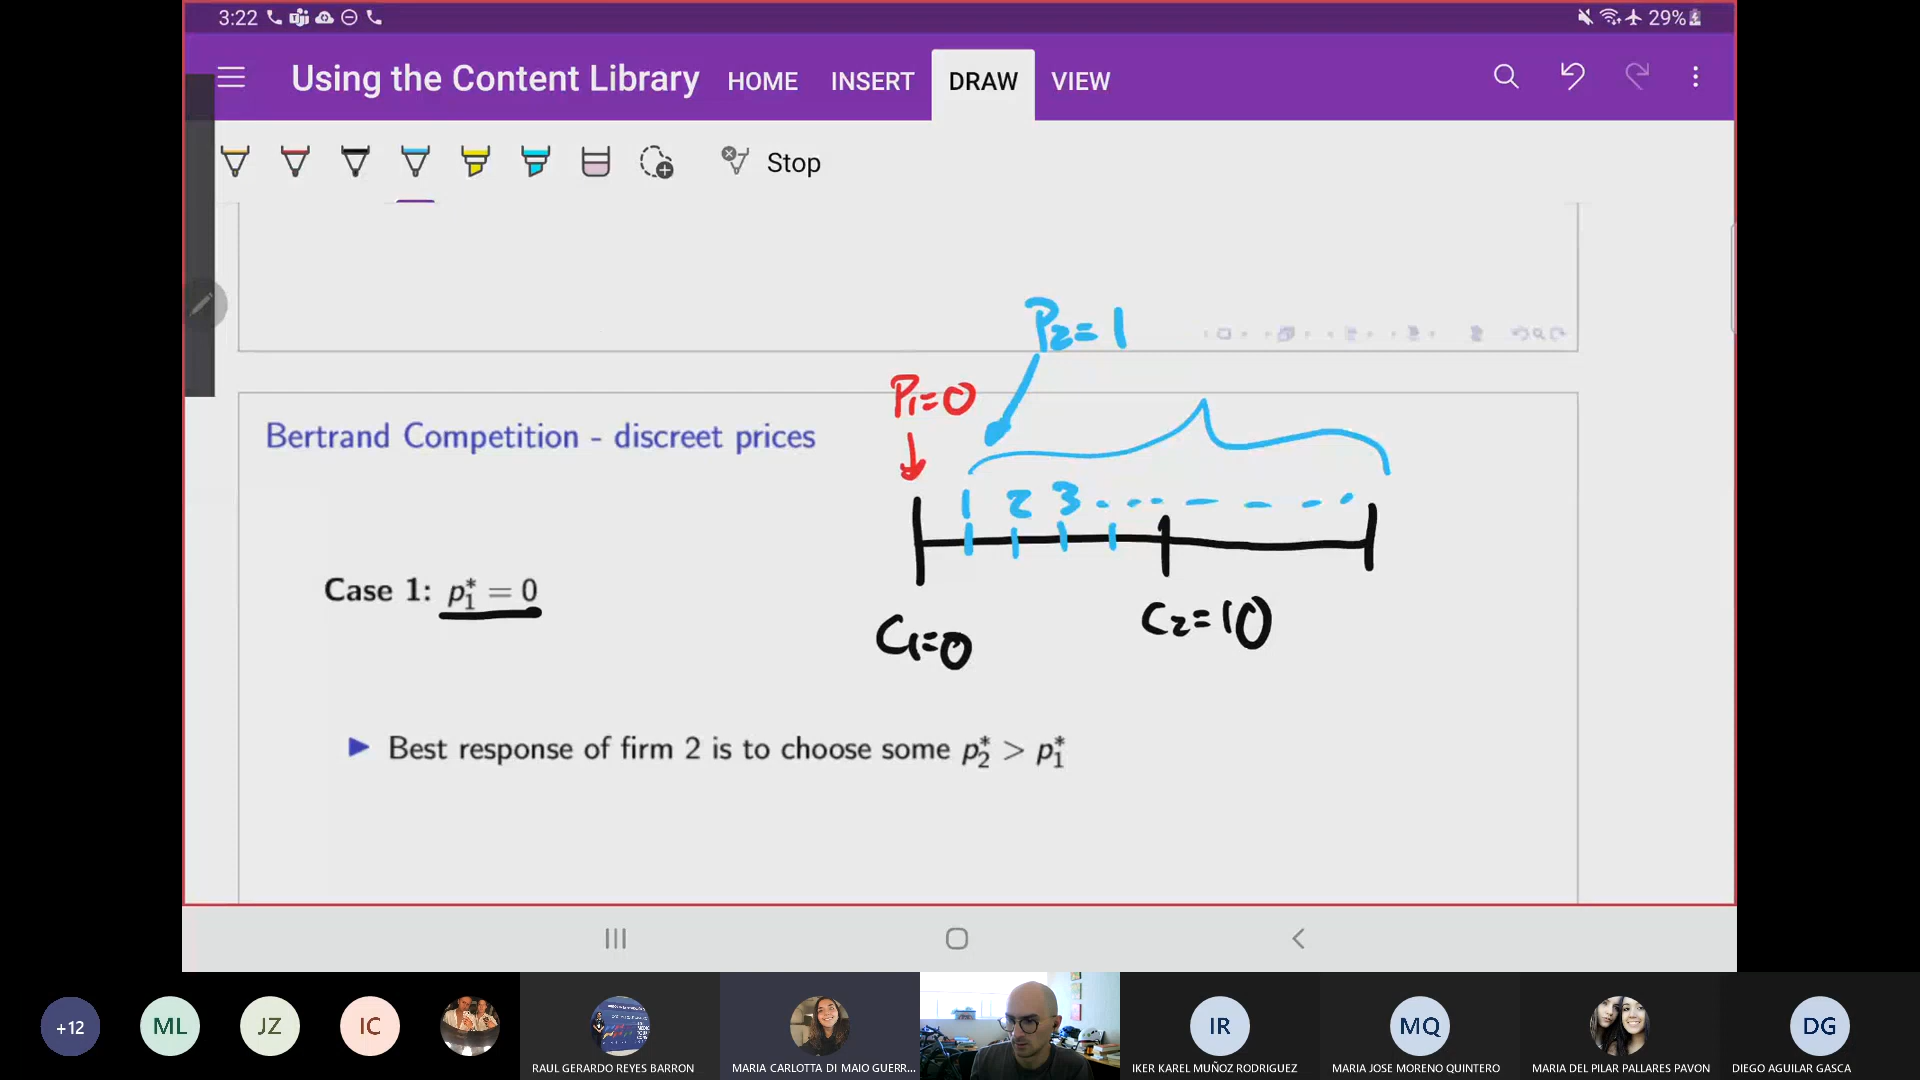 3:22
29%
Using the Content Library HOME INSERT DRAW VIEW
Stop
P2=1
P1=0
Bertrand Competition - discreet prices
1 2 3
Case 1: p₁* = 0
C1=0
C2=10
Best response of firm 2 is to choose some p₂* > p₁*
+12
ML
JZ
IC
RAUL GERARDO REYES BARRON
MARIA CARLOTTA DI MAIO GUERR...
IR
IKER KAREL MUÑOZ RODRIGUEZ
MQ
MARIA JOSE MORENO QUINTERO
MARIA DEL PILAR PALLARES PAVON
DG
DIEGO AGUILAR GASCA